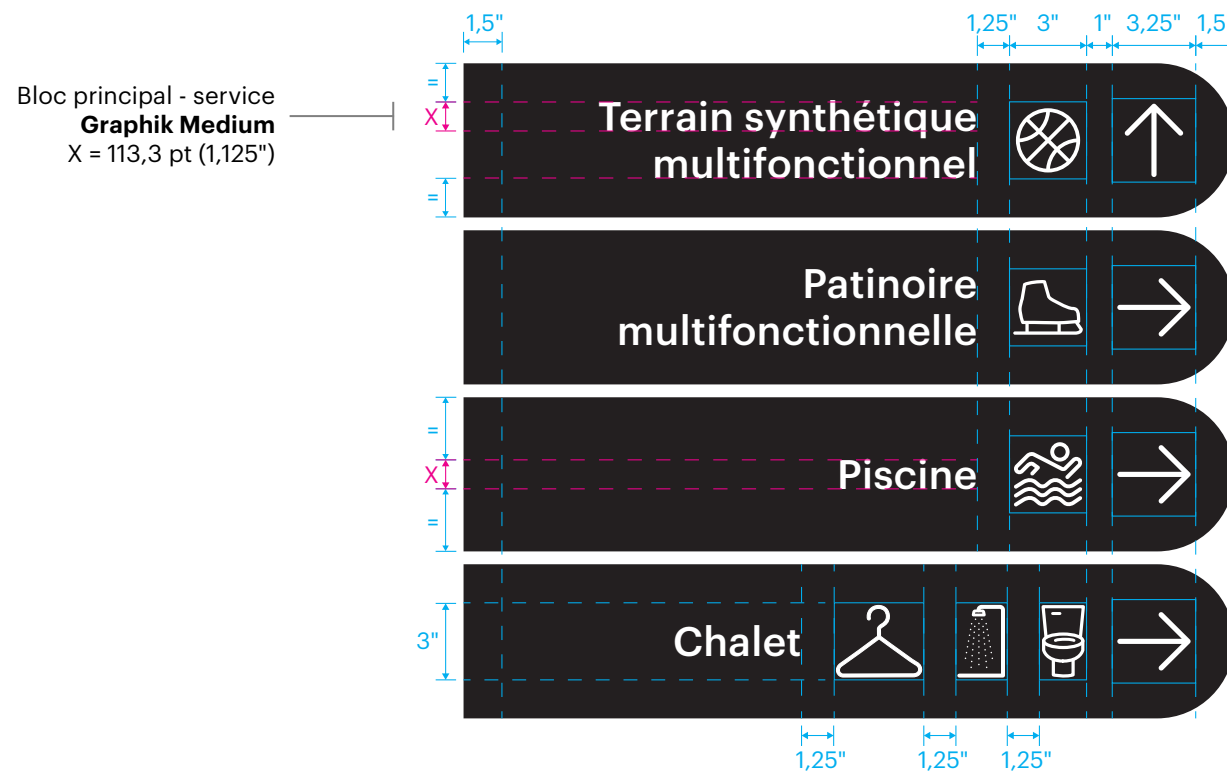 1,5"
1,25"
3"
1"
3,25"
1,5
Bloc principal - service
Graphik Medium
X = 113,3 pt (1,125")
=
X
=
Terrain synthétique
multifonctionnel
Patinoire
multifonctionnelle
=
X
=
Piscine
3"
Chalet
1,25"
1,25"
1,25"